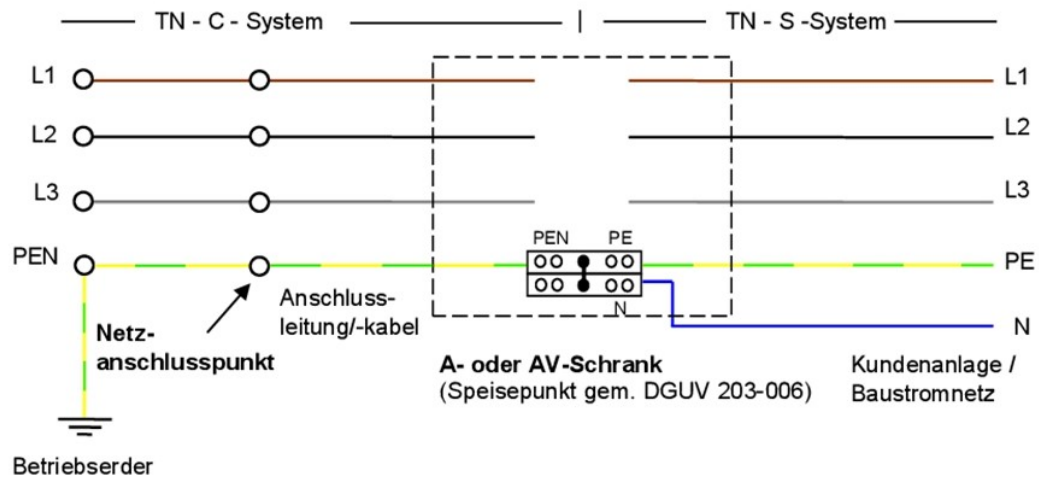 TN - C - System
TN - S -System
L1
L1
L2
L2
L3
L3
PEN
PEN
PE
PE
N
N
Anschluss-
leitung/-kabel
Netz-
anschlusspunkt
A- oder AV-Schrank
(Speisepunkt gem. DGUV 203-006)
Kundenanlage /
Baustromnetz
Betriebserder